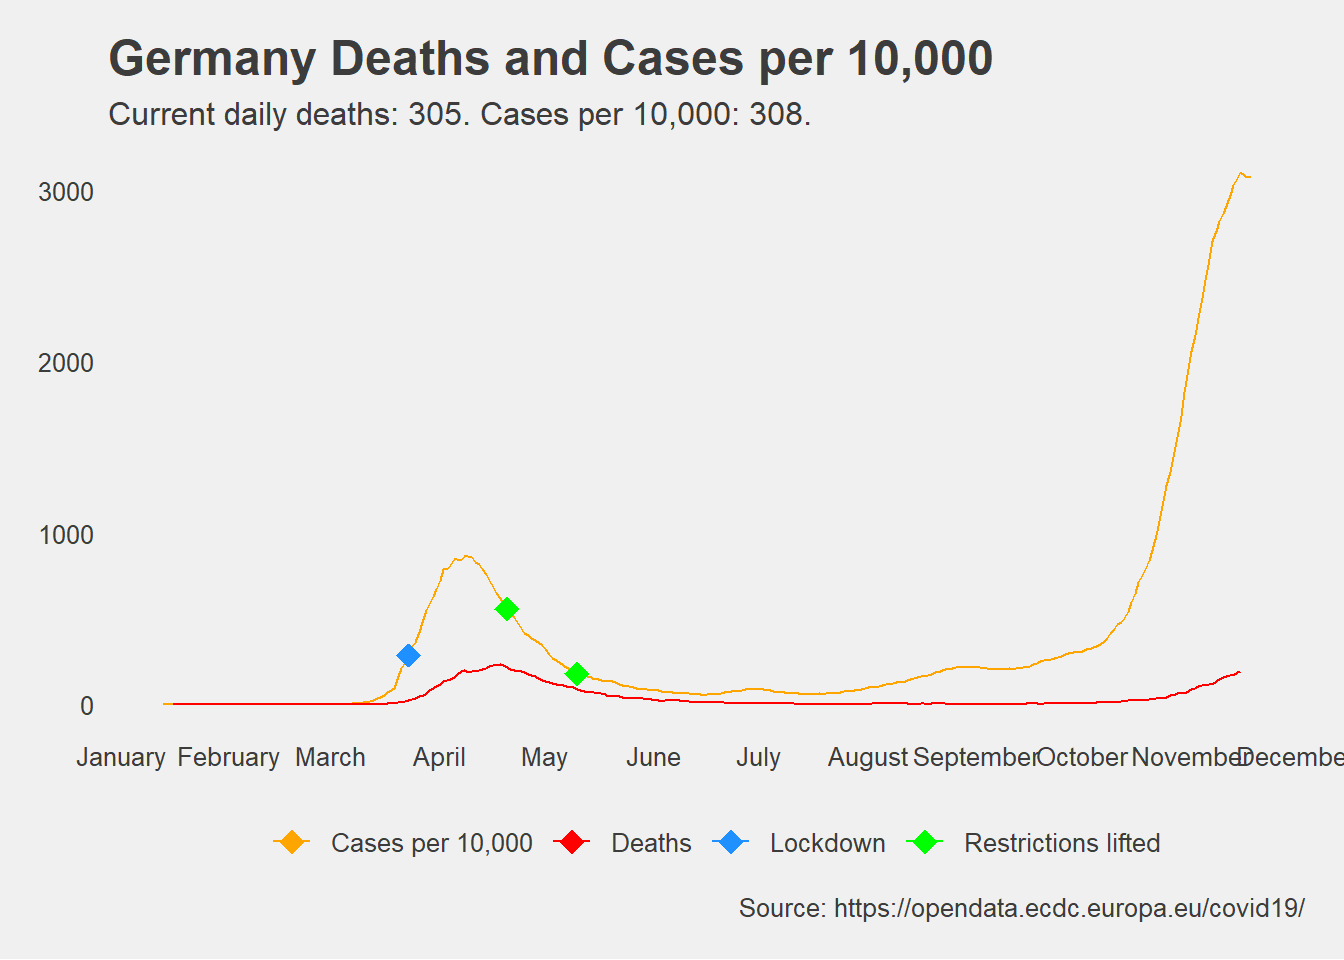 Germany Deaths and Cases per 10,000
Current daily deaths: 305. Cases per 10,000: 308.
3000
2000
1000
0
January February March April May June July August September October November December
Cases per 10,000 Deaths Lockdown Restrictions lifted
Source: https://opendata.ecdc.europa.eu/covid19/